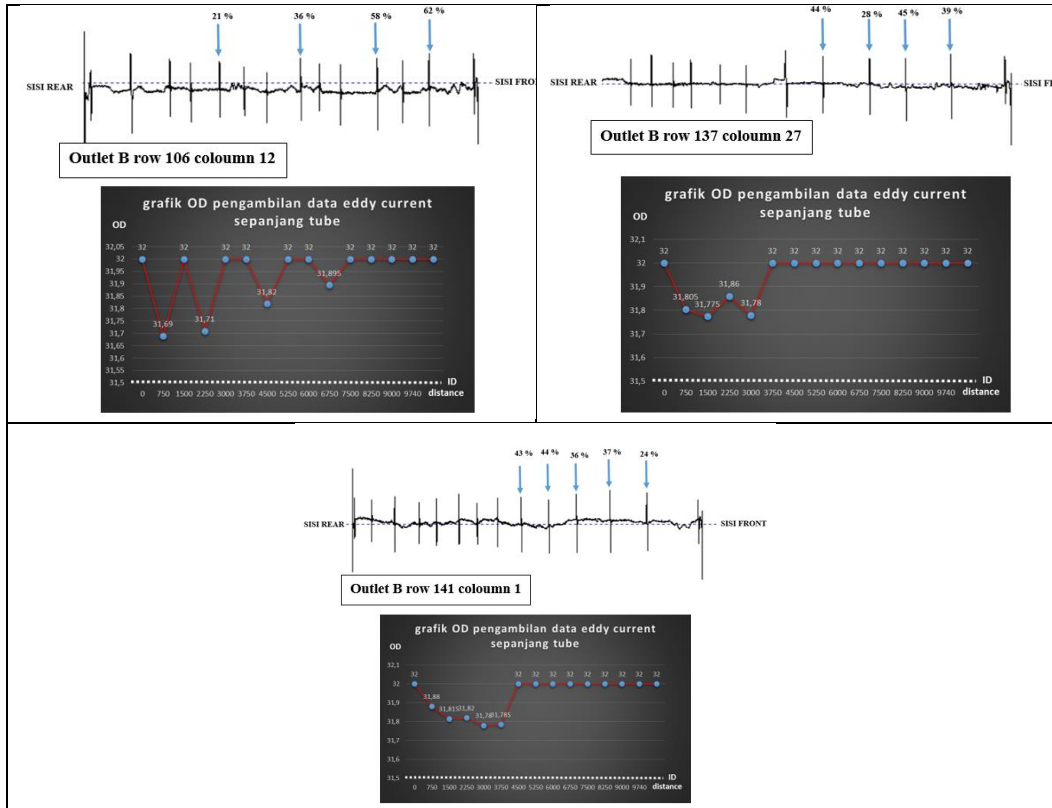 21 % 36 % 58 % 62 %
SISI REAR SISI FRO
Outlet B row 106 coloumn 12
grafik OD pengambilan data eddy current
sepanjang tube
OD
32,05
32
31,95
31,9
31,85
31,8
31,75
31,7
31,65
31,6
31,55
31,5
32 31,69 32 31,71 32 32 31,82 32 32 31,895 32 32 32 32 32
ID
0 750 1500 2250 3000 3750 4500 5250 6000 6750 7500 8250 9000 9740 distance
44 % 28 % 45 % 39 %
SISI REAR SISI F
Outlet B row 137 coloumn 27
grafik OD pengambilan data eddy current
sepanjang tube
OD
32,1
32
31,9
31,8
31,7
31,6
31,5
32 31,805 31,775 31,86 31,78 32 32 32 32 32 32 32 32 32 32
ID
0 750 1500 2250 3000 3750 4500 5250 6000 6750 7500 8250 9000 9740 distance
43 % 44 % 36 % 37 % 24 %
SISI REAR SISI FRONT
Outlet B row 141 coloumn 1
grafik OD pengambilan data eddy current
sepanjang tube
OD
32,1
32
31,9
31,8
31,7
31,6
31,5
32 31,88 31,815 31,82 31,78 31,785 32 32 32 32 32 32 32 32 32
ID
0 750 1500 2250 3000 3750 4500 5250 6000 6750 7500 8250 9000 9740 distance